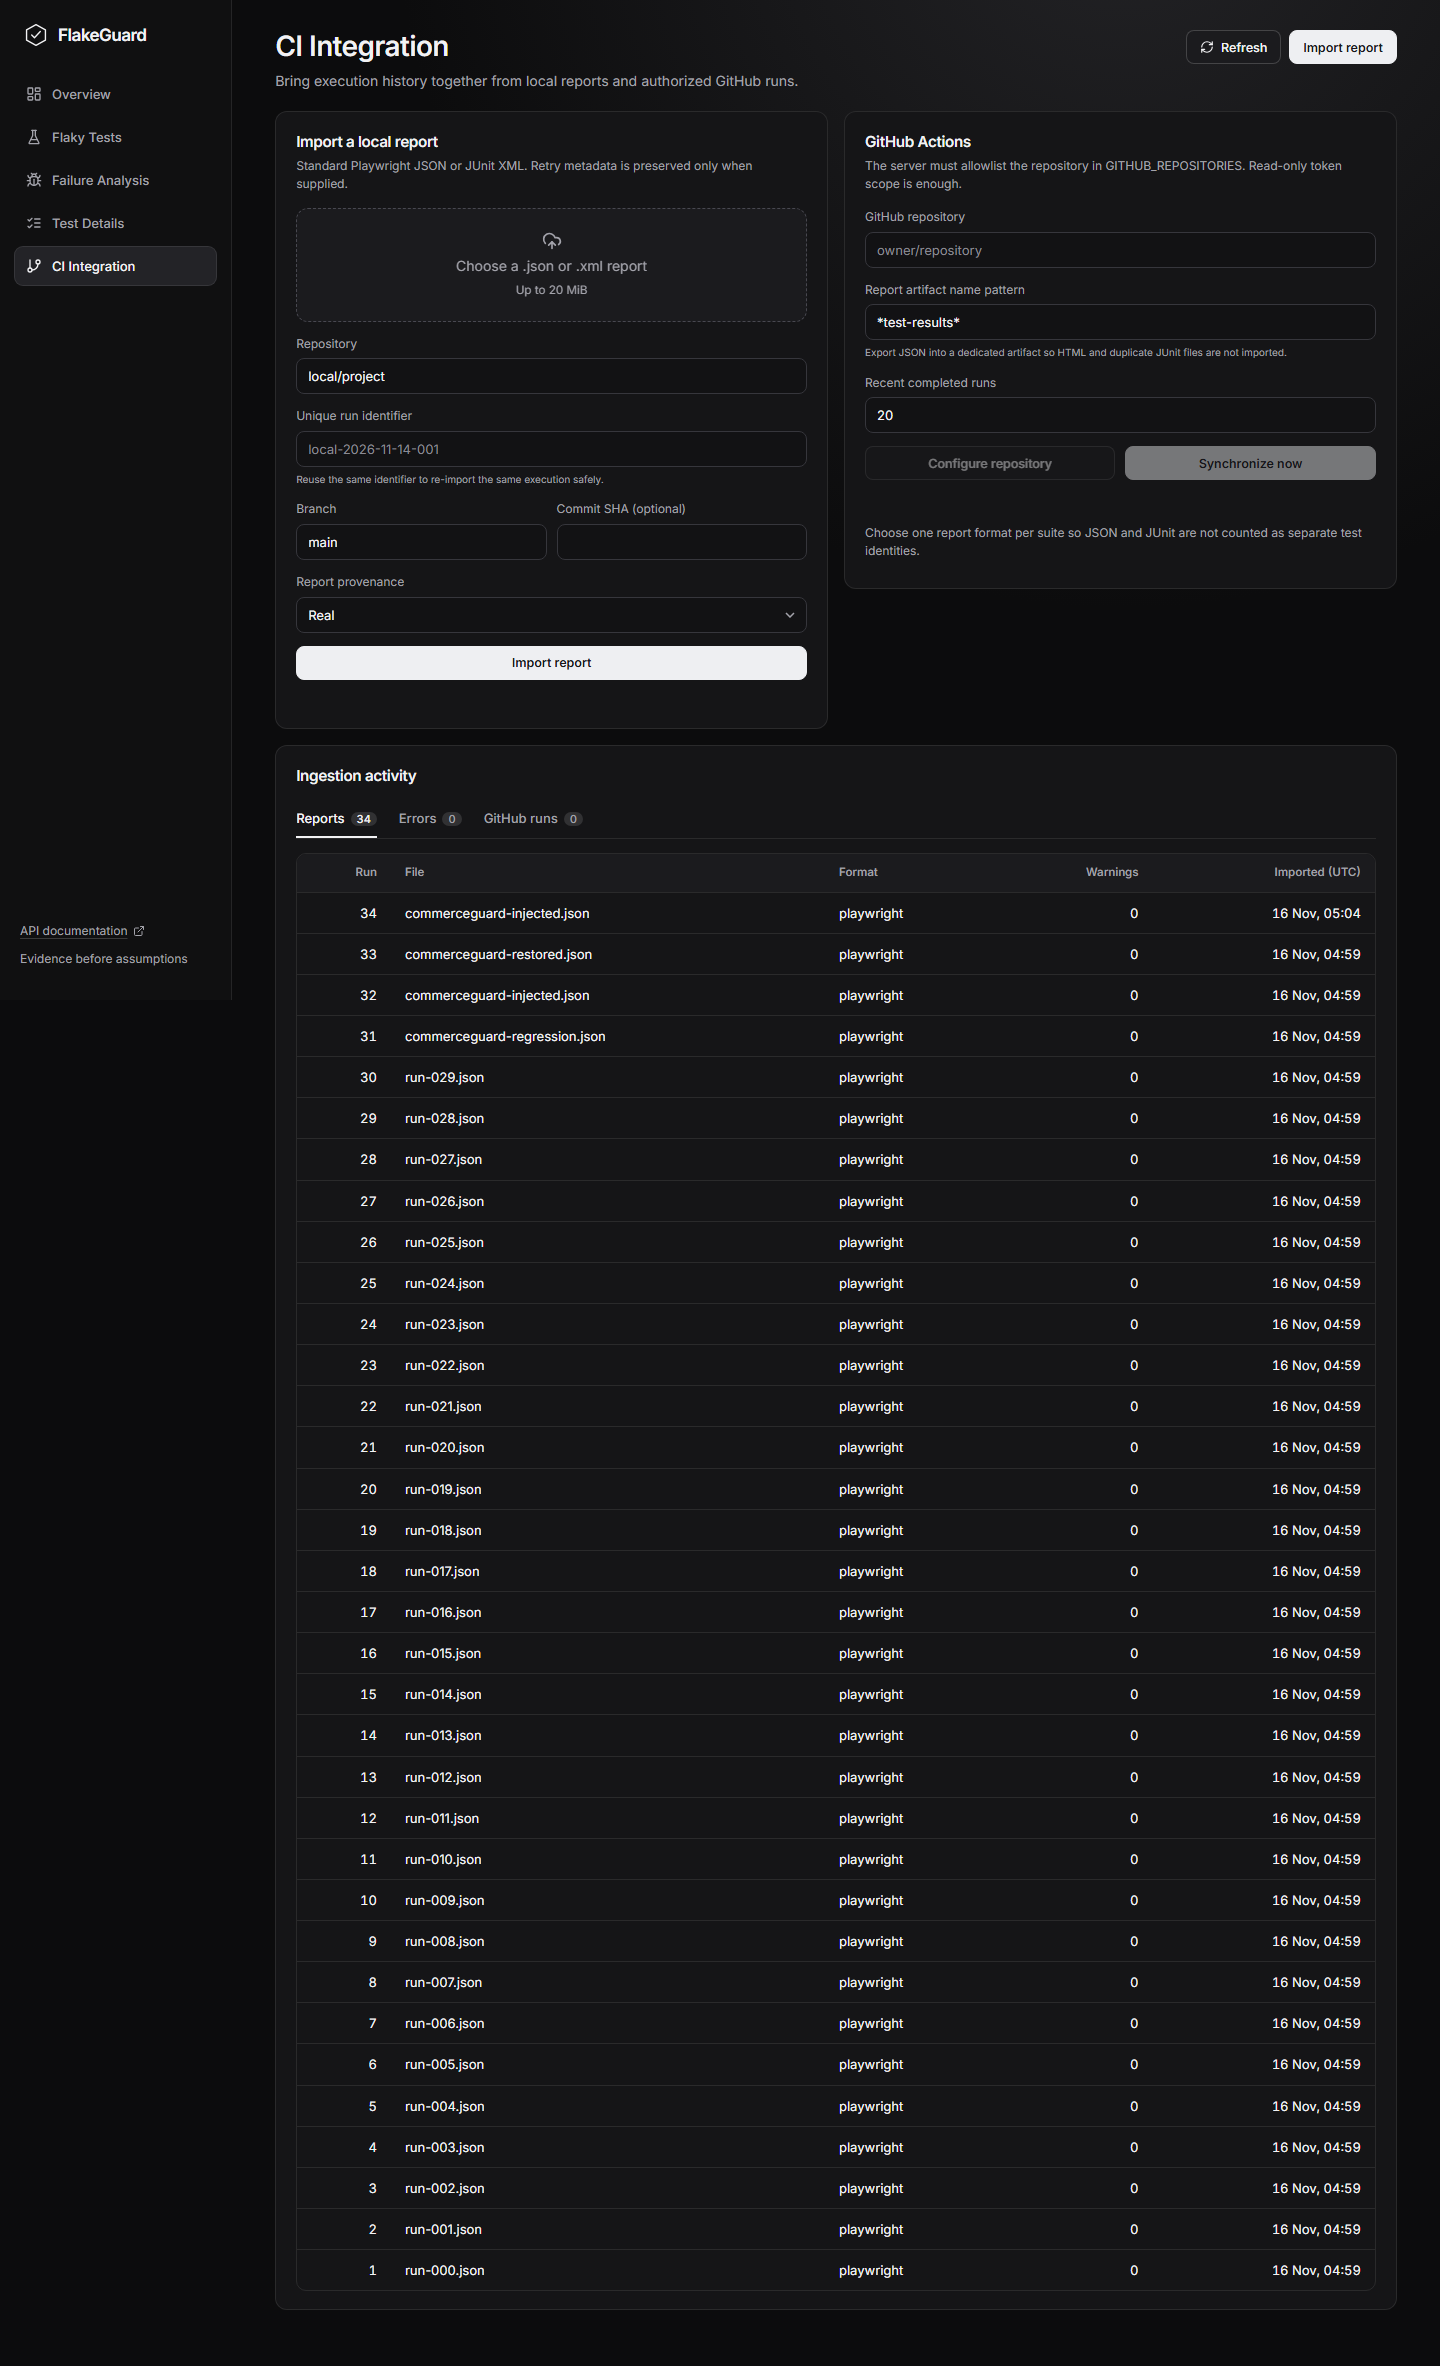 FlakeGuard
Overview
Flaky Tests
Failure Analysis
Test Details
CI Integration
API documentation
Evidence before assumptions
CI Integration
Bring execution history together from local reports and authorized GitHub runs.
Refresh
Import report
Import a local report
Standard Playwright JSON or JUnit XML. Retry metadata is preserved only when
supplied.
Choose a .json or .xml report
Up to 20 MiB
Repository
local/project
Unique run identifier
local-2026-11-14-001
Reuse the same identifier to re-import the same execution safely.
Branch
Commit SHA (optional)
main
Report provenance
Real
Import report
GitHub Actions
The server must allowlist the repository in GITHUB_REPOSITORIES. Read-only token
scope is enough.
GitHub repository
owner/repository
Report artifact name pattern
*test-results*
Export JSON into a dedicated artifact so HTML and duplicate JUnit files are not imported.
Recent completed runs
20
Configure repository
Synchronize now
Choose one report format per suite so JSON and JUnit are not counted as separate test
identities.
Ingestion activity
Reports 34 Errors 0 GitHub runs 0
Run File Format Warnings Imported (UTC)
34 commerceguard-injected.json playwright 0 16 Nov, 05:04
33 commerceguard-restored.json playwright 0 16 Nov, 04:59
32 commerceguard-injected.json playwright 0 16 Nov, 04:59
31 commerceguard-regression.json playwright 0 16 Nov, 04:59
30 run-029.json playwright 0 16 Nov, 04:59
29 run-028.json playwright 0 16 Nov, 04:59
28 run-027.json playwright 0 16 Nov, 04:59
27 run-026.json playwright 0 16 Nov, 04:59
26 run-025.json playwright 0 16 Nov, 04:59
25 run-024.json playwright 0 16 Nov, 04:59
24 run-023.json playwright 0 16 Nov, 04:59
23 run-022.json playwright 0 16 Nov, 04:59
22 run-021.json playwright 0 16 Nov, 04:59
21 run-020.json playwright 0 16 Nov, 04:59
20 run-019.json playwright 0 16 Nov, 04:59
19 run-018.json playwright 0 16 Nov, 04:59
18 run-017.json playwright 0 16 Nov, 04:59
17 run-016.json playwright 0 16 Nov, 04:59
16 run-015.json playwright 0 16 Nov, 04:59
15 run-014.json playwright 0 16 Nov, 04:59
14 run-013.json playwright 0 16 Nov, 04:59
13 run-012.json playwright 0 16 Nov, 04:59
12 run-011.json playwright 0 16 Nov, 04:59
11 run-010.json playwright 0 16 Nov, 04:59
10 run-009.json playwright 0 16 Nov, 04:59
9 run-008.json playwright 0 16 Nov, 04:59
8 run-007.json playwright 0 16 Nov, 04:59
7 run-006.json playwright 0 16 Nov, 04:59
6 run-005.json playwright 0 16 Nov, 04:59
5 run-004.json playwright 0 16 Nov, 04:59
4 run-003.json playwright 0 16 Nov, 04:59
3 run-002.json playwright 0 16 Nov, 04:59
2 run-001.json playwright 0 16 Nov, 04:59
1 run-000.json playwright 0 16 Nov, 04:59